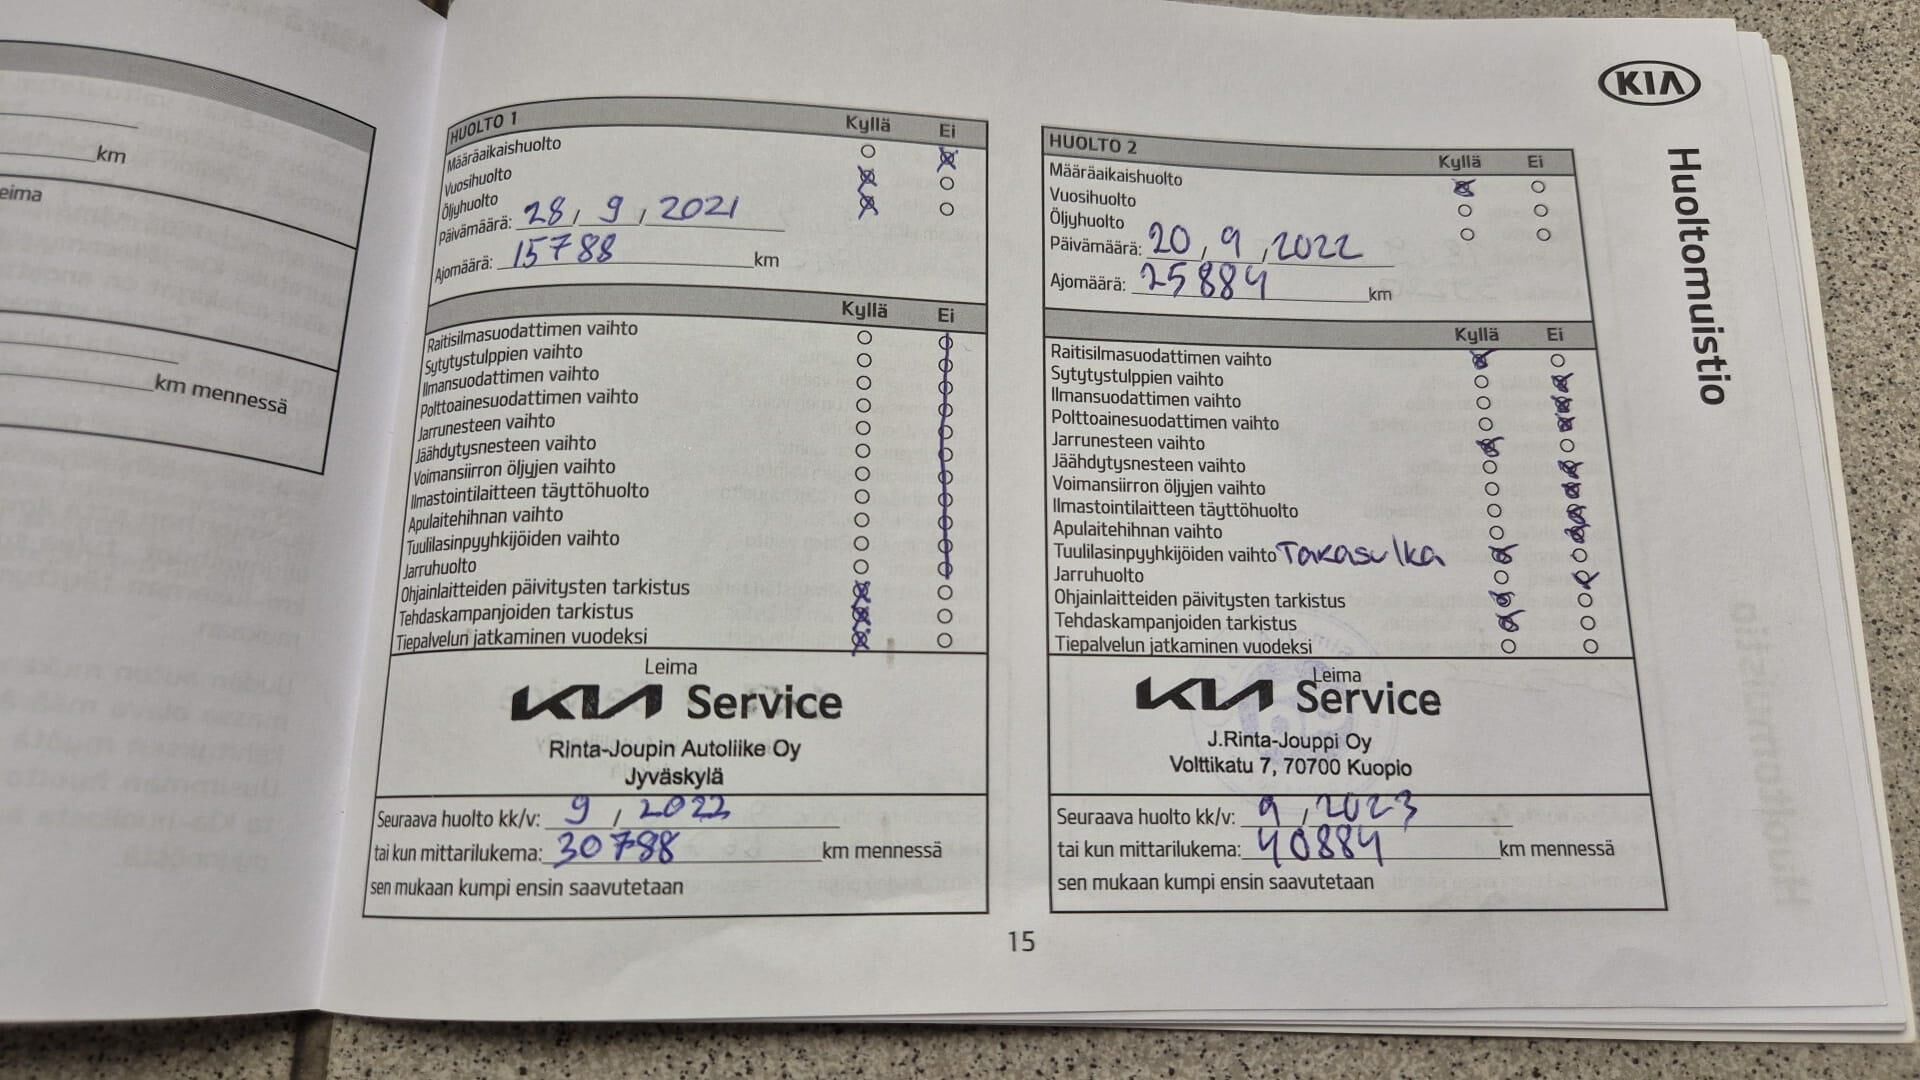 km
eima
km mennessä
HUOLTO 1 Kyllä Ei
Määräaikaishuolto
Vuosihuolto
Öljyhuolto
Päivämäärä: 28, 9, 2021
Ajomäärä: 15788 km
Kyllä Ei
Raitisilmasuodattimen vaihto
Sytytystulppien vaihto
Ilmansuodattimen vaihto
Polttoainesuodattimen vaihto
Jarrunesteen vaihto
Jäähdytysnesteen vaihto
Voimansiirron öljyjen vaihto
Ilmastointilaitteen täyttöhuolto
Apulaitehihnan vaihto
Tuulilasinpyyhkijöiden vaihto
Jarruhuolto
Ohjainlaitteiden päivitysten tarkistus
Tehdaskampanjoiden tarkistus
Tiepalvelun jatkaminen vuodeksi
Leima
KIA Service
Rinta-Joupin Autoliike Oy
Jyväskylä
Seuraava huolto kk/v: 9 / 2022
tai kun mittarilukema: 30788 km mennessä
sen mukaan kumpi ensin saavutetaan
HUOLTO 2 Kyllä Ei
Määräaikaishuolto
Vuosihuolto
Öljyhuolto
Päivämäärä: 20, 9, 2022
Ajomäärä: 25884 km
Kyllä Ei
Raitisilmasuodattimen vaihto
Sytytystulppien vaihto
Ilmansuodattimen vaihto
Polttoainesuodattimen vaihto
Jarrunesteen vaihto
Jäähdytysnesteen vaihto
Voimansiirron öljyjen vaihto
Ilmastointilaitteen täyttöhuolto
Apulaitehihnan vaihto
Tuulilasinpyyhkijöiden vaihto Takasulka
Jarruhuolto
Ohjainlaitteiden päivitysten tarkistus
Tehdaskampanjoiden tarkistus
Tiepalvelun jatkaminen vuodeksi
Leima
KIA Service
J.Rinta-Jouppi Oy
Volttikatu 7, 70700 Kuopio
Seuraava huolto kk/v: 9, 2023
tai kun mittarilukema: 40884 km mennessä
sen mukaan kumpi ensin saavutetaan
KIA
Huoltomuistio
15